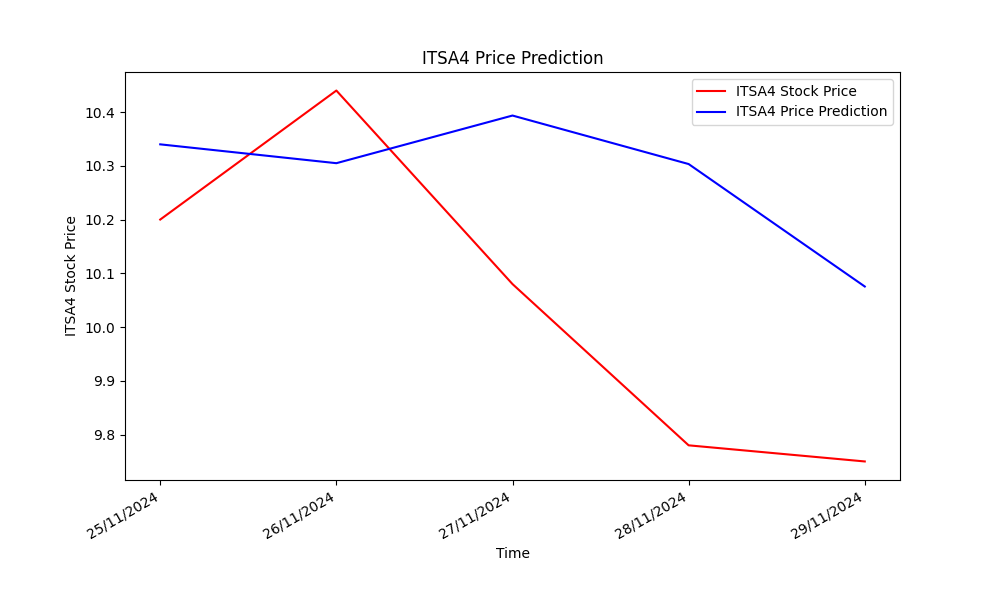 ITSA4 Price Prediction
ITSA4 Stock Price
ITSA4 Price Prediction
ITSA4 Stock Price
10.4
10.3
10.2
10.1
10.0
9.9
9.8
25/11/2024
26/11/2024
27/11/2024
28/11/2024
29/11/2024
Time